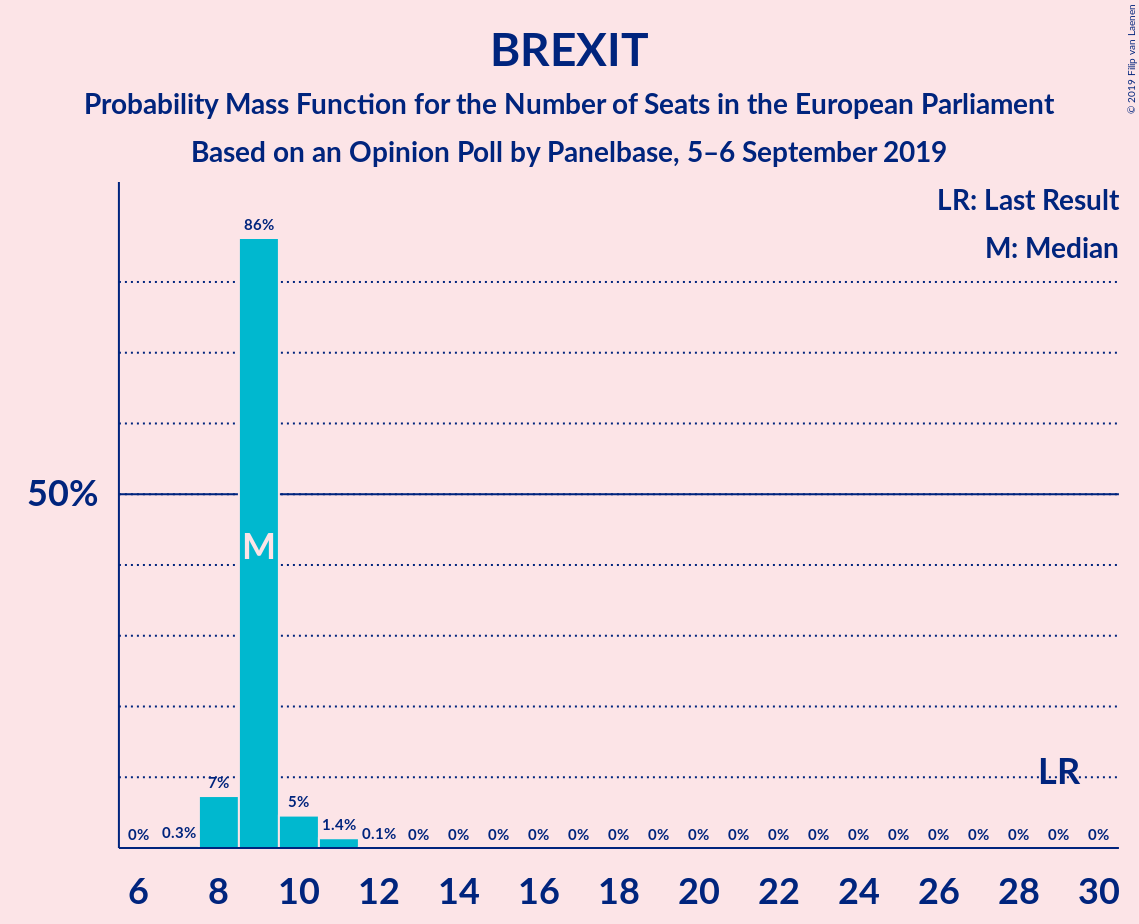 BREXIT
Probability Mass Function for the Number of Seats in the European Parliament
Based on an Opinion Poll by Panelbase, 5–6 September 2019
© 2019 Filip van Laenen
LR: Last Result
M: Median
86%
50%
M
LR
7%
5%
1.4%
0% 0.3% 0.1% 0% 0% 0% 0% 0% 0% 0% 0% 0% 0% 0% 0% 0% 0% 0% 0% 0% 0%
6 8 10 12 14 16 18 20 22 24 26 28 30